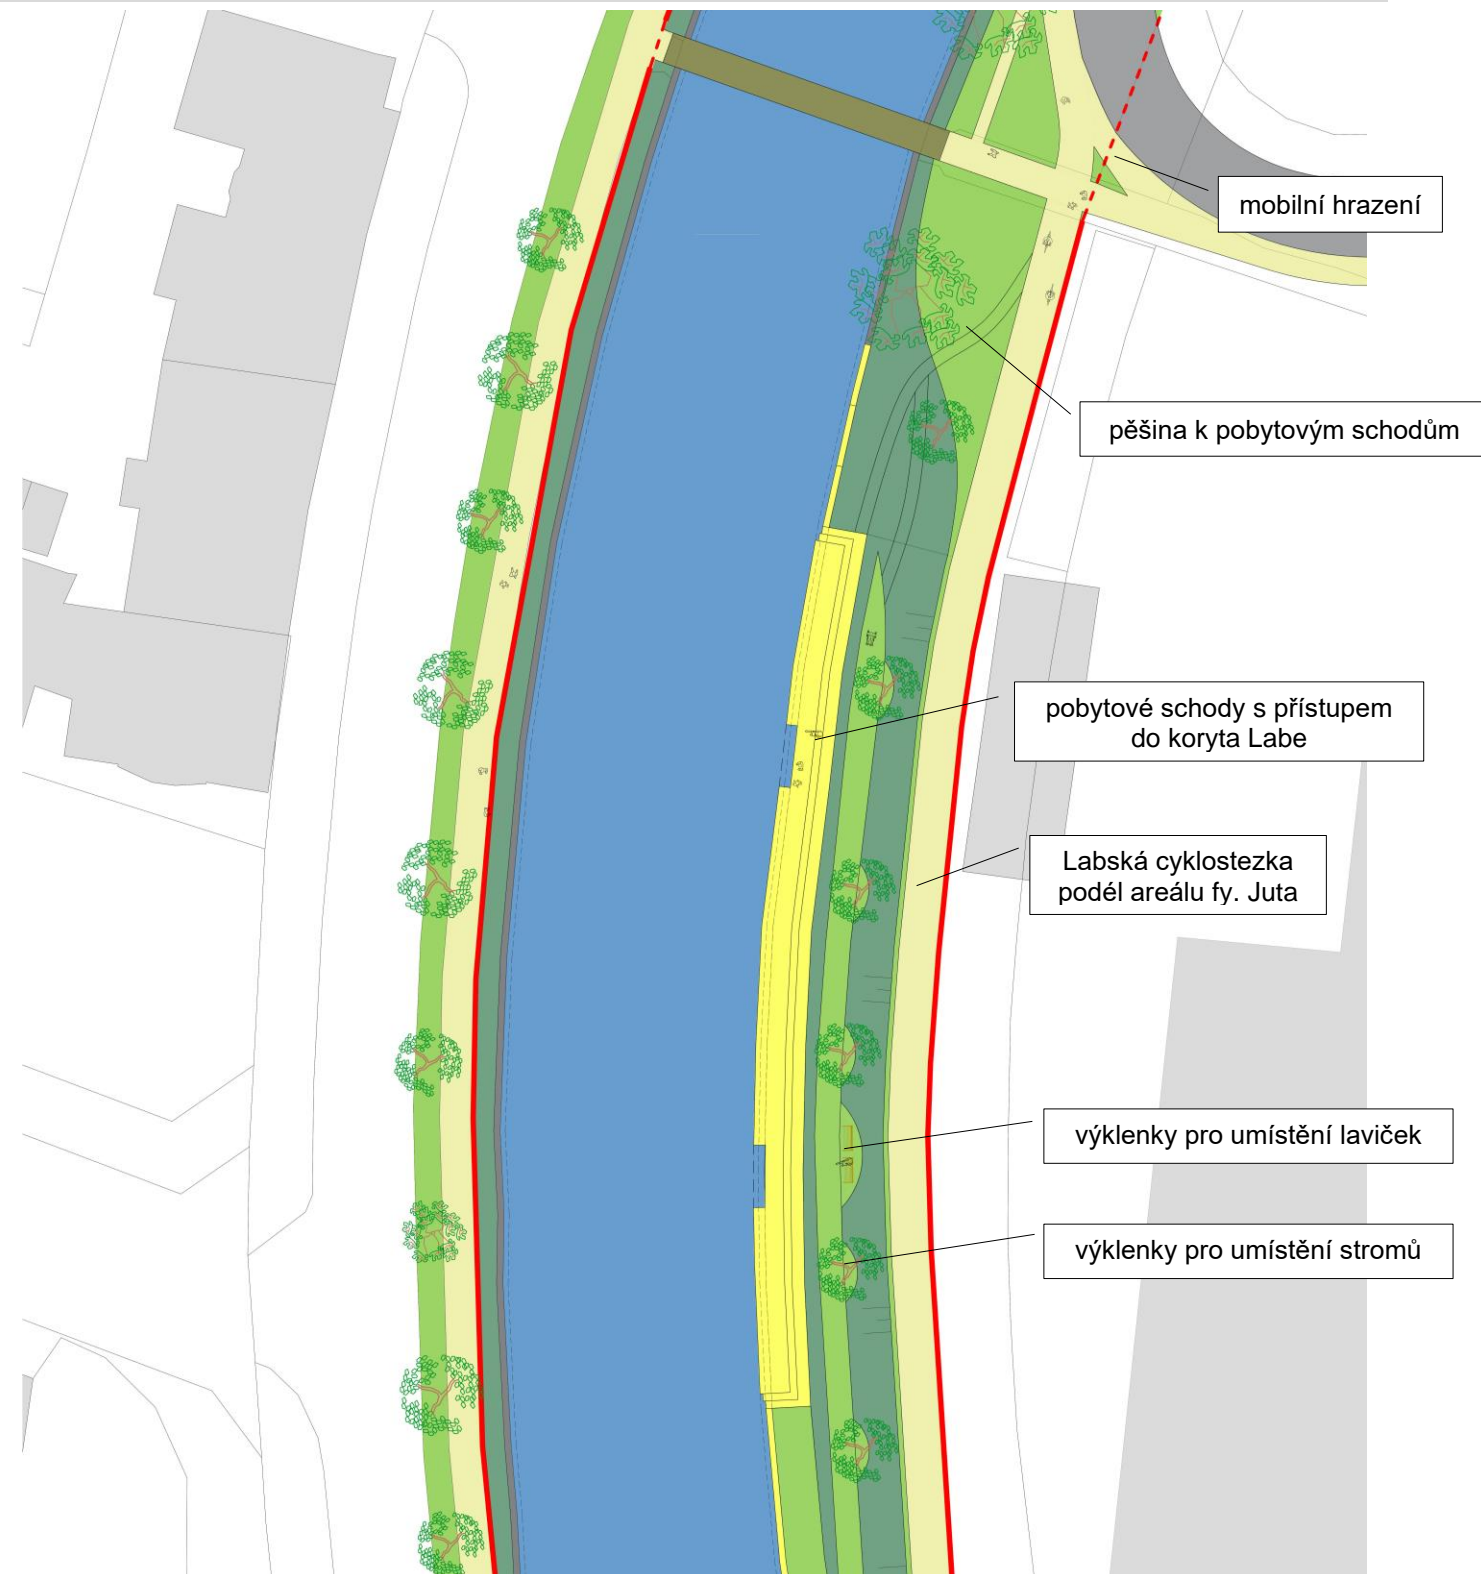 mobilní hrazení
pěšina k pobytovým schodům
pobytové schody s přístupem
do koryta Labe
Labská cyklostezka
podél areálu fy. Juta
výklenky pro umístění laviček
výklenky pro umístění stromů